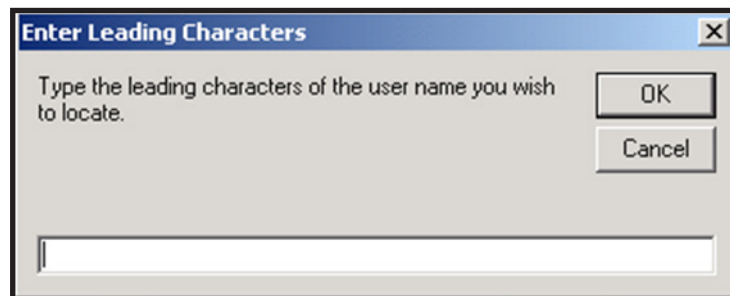 Enter Leading Characters
Type the leading characters of the user name you wish
to locate.
OK
Cancel